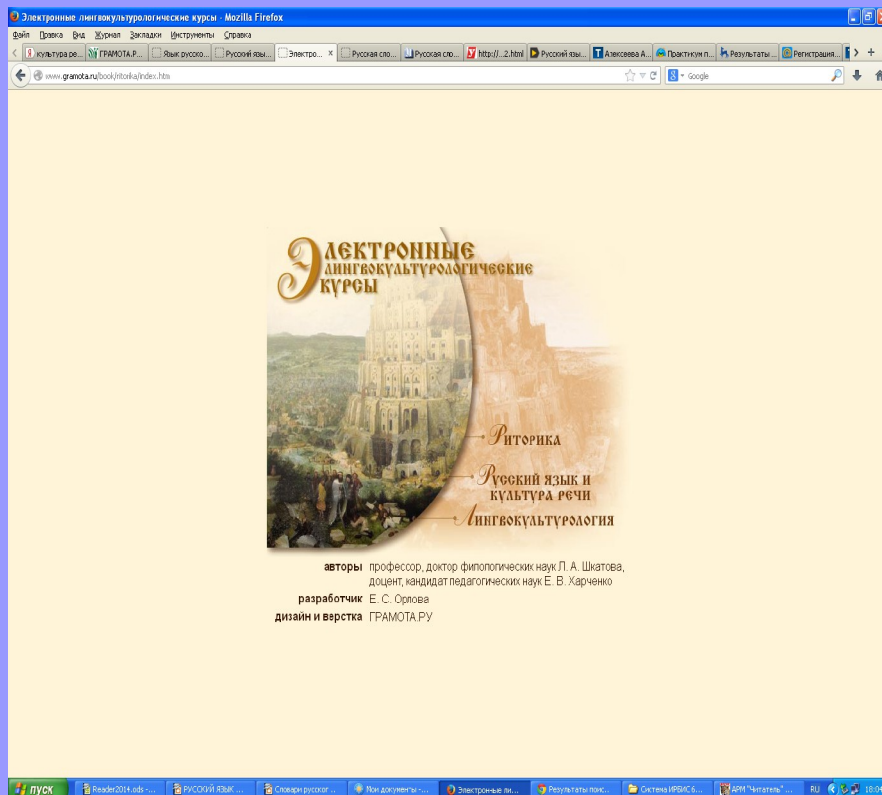 Электронные лингвокультурологические курсы - Mozilla Firefox
Файл Правка Вид Журнал Закладки Инструменты Справка
культура ре... ГРАМОТА.Р... Язык русско... Русский язы... Электро... x Русская сло... Русская сло... http://...2.html Русский язы... Алексеева А... Практикум п... Результаты ... Регистрация...
www.gramota.ru/book/ritorika/index.htm Google
ЭЛЕКТРОННЫЕ
ЛИНГВОКУЛЬТУРОЛОГИЧЕСКИЕ
КУРСЫ
РИТОРИКА
РУССКИЙ ЯЗЫК И
КУЛЬТУРА РЕЧИ
ЛИНГВОКУЛЬТУРОЛОГИЯ
авторы профессор, доктор филологических наук Л. А. Шкатова,
доцент, кандидат педагогических наук Е. В. Харченко
разработчик Е. С. Орлова
дизайн и верстка ГРАМОТА.РУ
пуск Reader2014.ods -... РУССКИЙ ЯЗЫК ... Словари русског ... Мои документы -... Электронные ли... Результаты поис... Система ИРБИС 6... АРМ "Читатель" ... RU 18:04